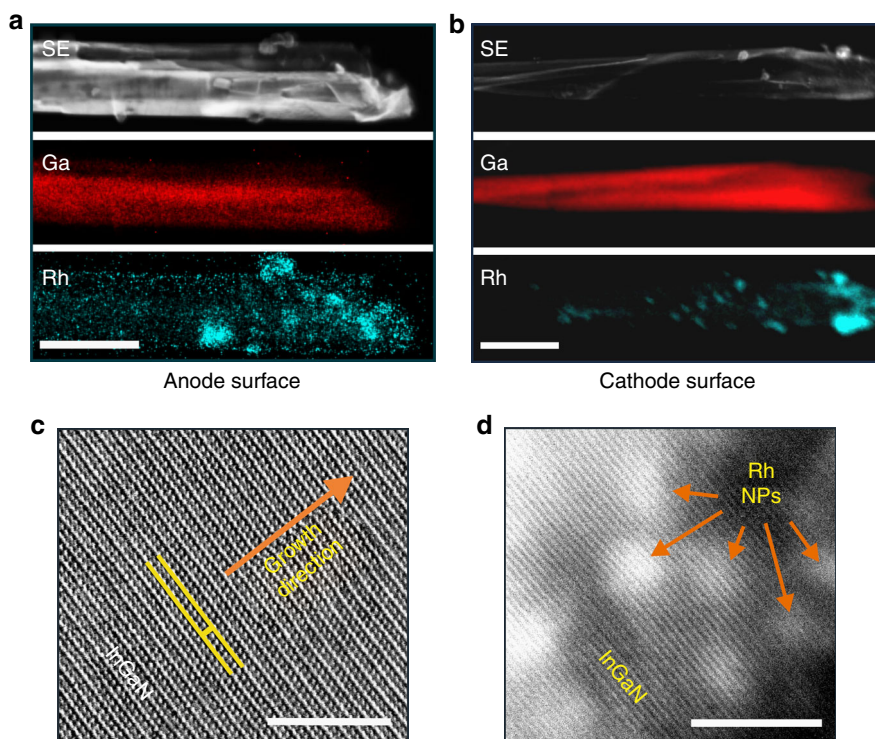 a
SE
Ga
Rh
Anode surface
b
SE
Ga
Rh
Cathode surface
c
Growth
direction
InGaN
d
Rh
NPs
InGaN